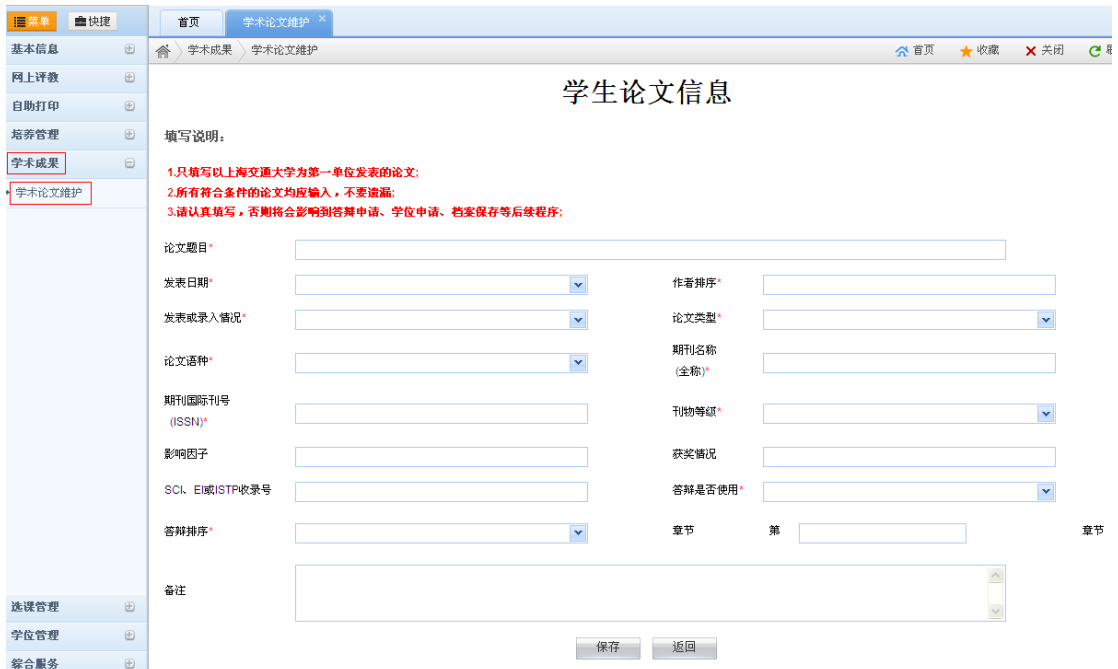 菜单 快捷
首页 学术论文维护
基本信息
学术成果 学术论文维护
首页 收藏 关闭
网上评教
自助打印
培养管理
学术成果
学术论文维护
学生论文信息
填写说明:
1.只填写以上海交通大学为第一单位发表的论文;
2.所有符合条件的论文均应输入，不要遗漏;
3.请认真填写，否则将会影响到答辩申请、学位申请、档案保存等后续程序;
论文题目*
发表日期* 作者排序*
发表或录入情况* 论文类型*
论文语种* 期刊名称
(全称)*
期刊国际刊号
(ISSN)* 刊物等级*
影响因子 获奖情况
SCI、EI或ISTP收录号 答辩是否使用*
答辩排序* 章节 第 章节
备注
保存 返回
选课管理
学位管理
综合服务